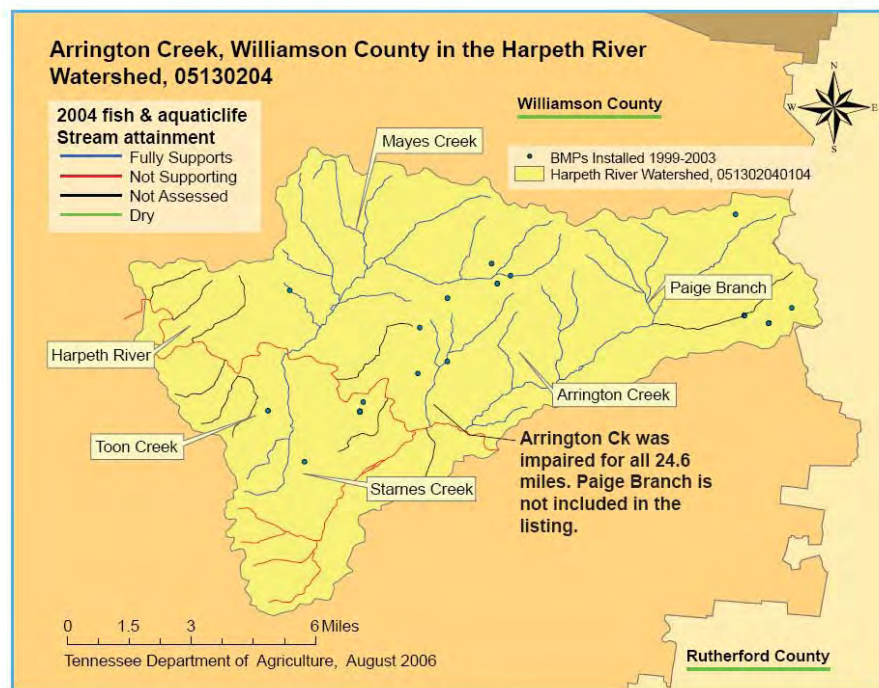 Arrington Creek, Williamson County in the Harpeth River
Watershed, 05130204
Williamson County
N
W
E
S
2004 fish & aquaticlife
Stream attainment
Fully Supports
Not Supporting
Not Assessed
Dry
Mayes Creek
BMPs Installed 1999-2003
Harpeth River Watershed, 051302040104
Paige Branch
Harpeth River
Arrington Creek
Toon Creek
Starnes Creek
Arrington Ck was
impaired for all 24.6
miles. Paige Branch is
not included in the
listing.
0 1.5 3 6 Miles
Tennessee Department of Agriculture, August 2006
Rutherford County